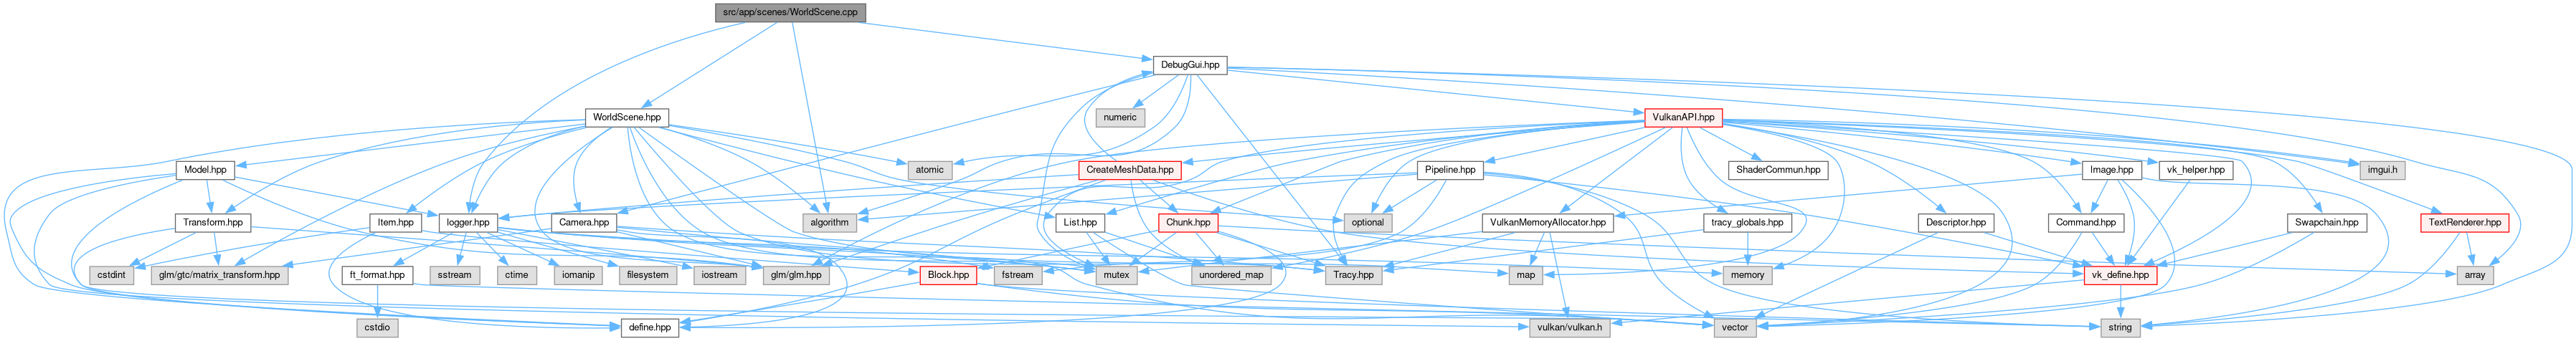 src/app/scenes/WorldScene.cpp
DebugGui.hpp
numeric
WorldScene.hpp
VulkanAPI.hpp
Model.hpp
atomic
CreateMeshData.hpp
Pipeline.hpp
ShaderCommun.hpp
Image.hpp
vk_helper.hpp
imgui.h
Transform.hpp
Item.hpp
logger.hpp
Camera.hpp
algorithm
List.hpp
Chunk.hpp
optional
VulkanMemoryAllocator.hpp
tracy_globals.hpp
Descriptor.hpp
Command.hpp
Swapchain.hpp
TextRenderer.hpp
cstdint
glm/gtc/matrix_transform.hpp
ft_format.hpp
sstream
ctime
iomanip
filesystem
iostream
glm/glm.hpp
Block.hpp
fstream
mutex
unordered_map
Tracy.hpp
map
memory
vk_define.hpp
array
cstdio
define.hpp
vulkan/vulkan.h
vector
string